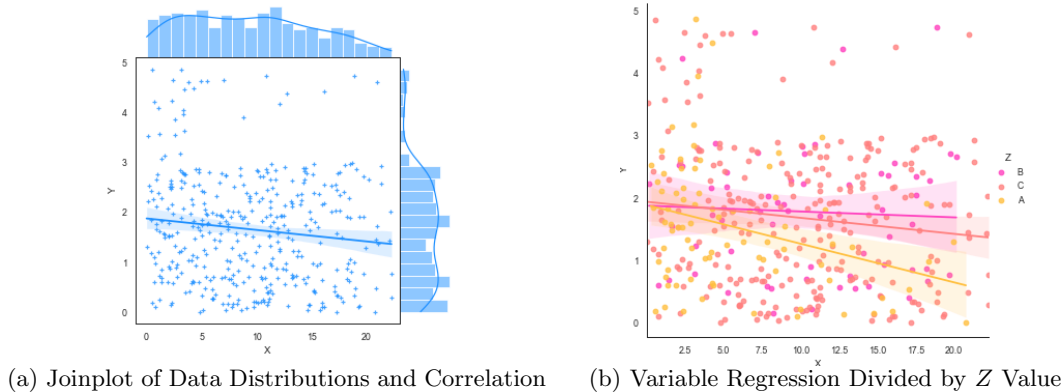 5
4
3
Y
2
1
0
0
5
10
15
20
X
5
4
3
Y
2
1
0
2.5
5.0
7.5
10.0
12.5
15.0
17.5
20.0
X
Z
B
C
A
(a) Joinplot of Data Distributions and Correlation
(b) Variable Regression Divided by Z Value